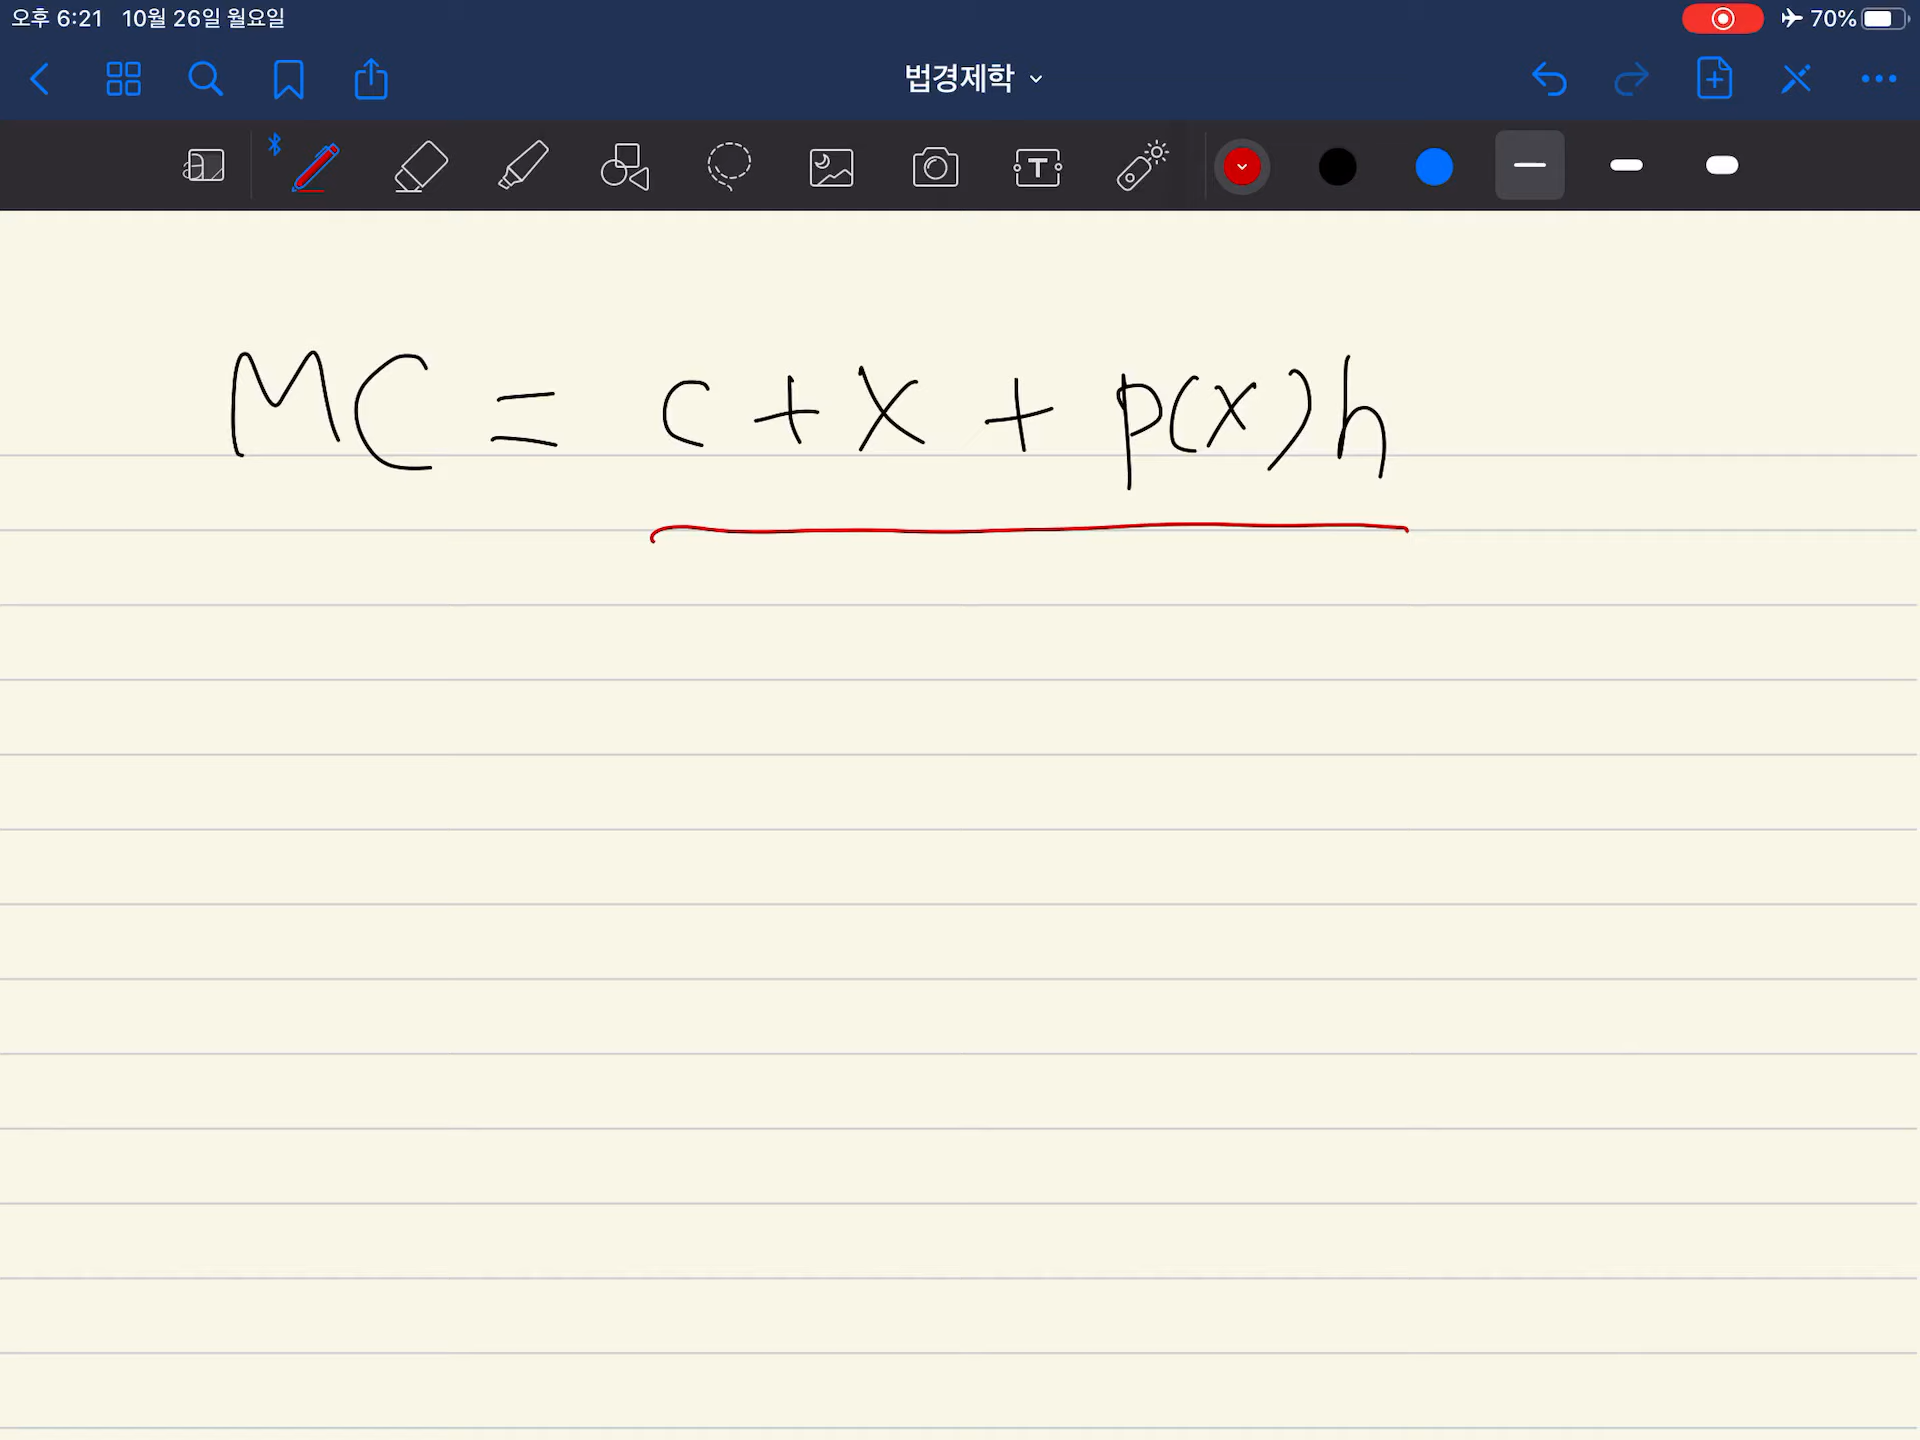 오후 6:21 10월 26일 월요일 70%
법경제학
MC = c + x + p(x)h